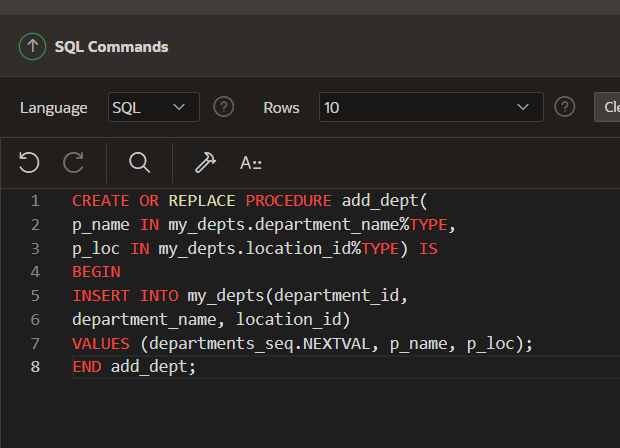 SQL Commands
Language SQL Rows 10 Cle
A::
1 CREATE OR REPLACE PROCEDURE add_dept(
2 p_name IN my_depts.department_name%TYPE,
3 p_loc IN my_depts.location_id%TYPE) IS
4 BEGIN
5 INSERT INTO my_depts(department_id,
6 department_name, location_id)
7 VALUES (departments_seq.NEXTVAL, p_name, p_loc);
8 END add_dept;